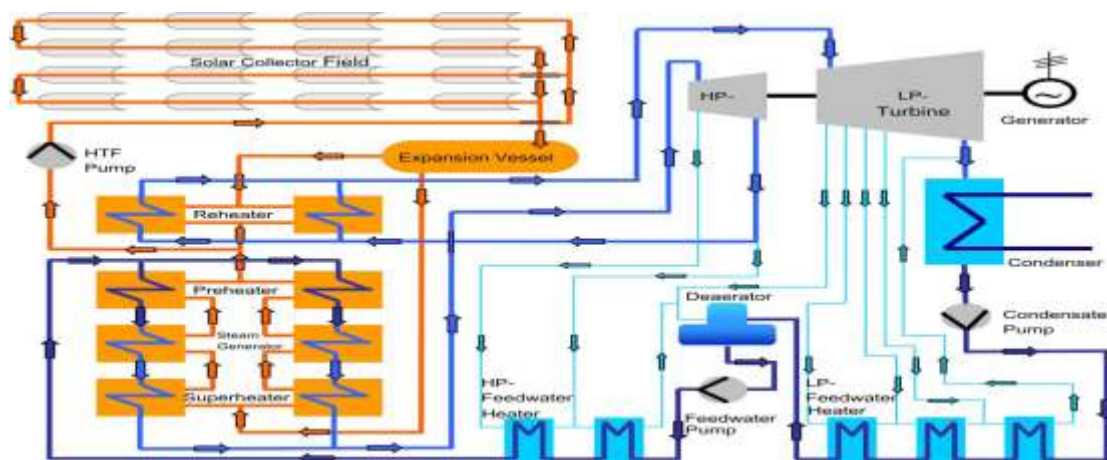 Solar Collector Field
HP-
LP-
Turbine
Generator
HTF
Pump
Expansion Vessel
Reheater
Condenser
Preheater
Deaerator
Condensate
Pump
Steam
Generator
Superheater
HP-
Feedwater
Heater
Feedwater
Pump
LP-
Feedwater
Heater